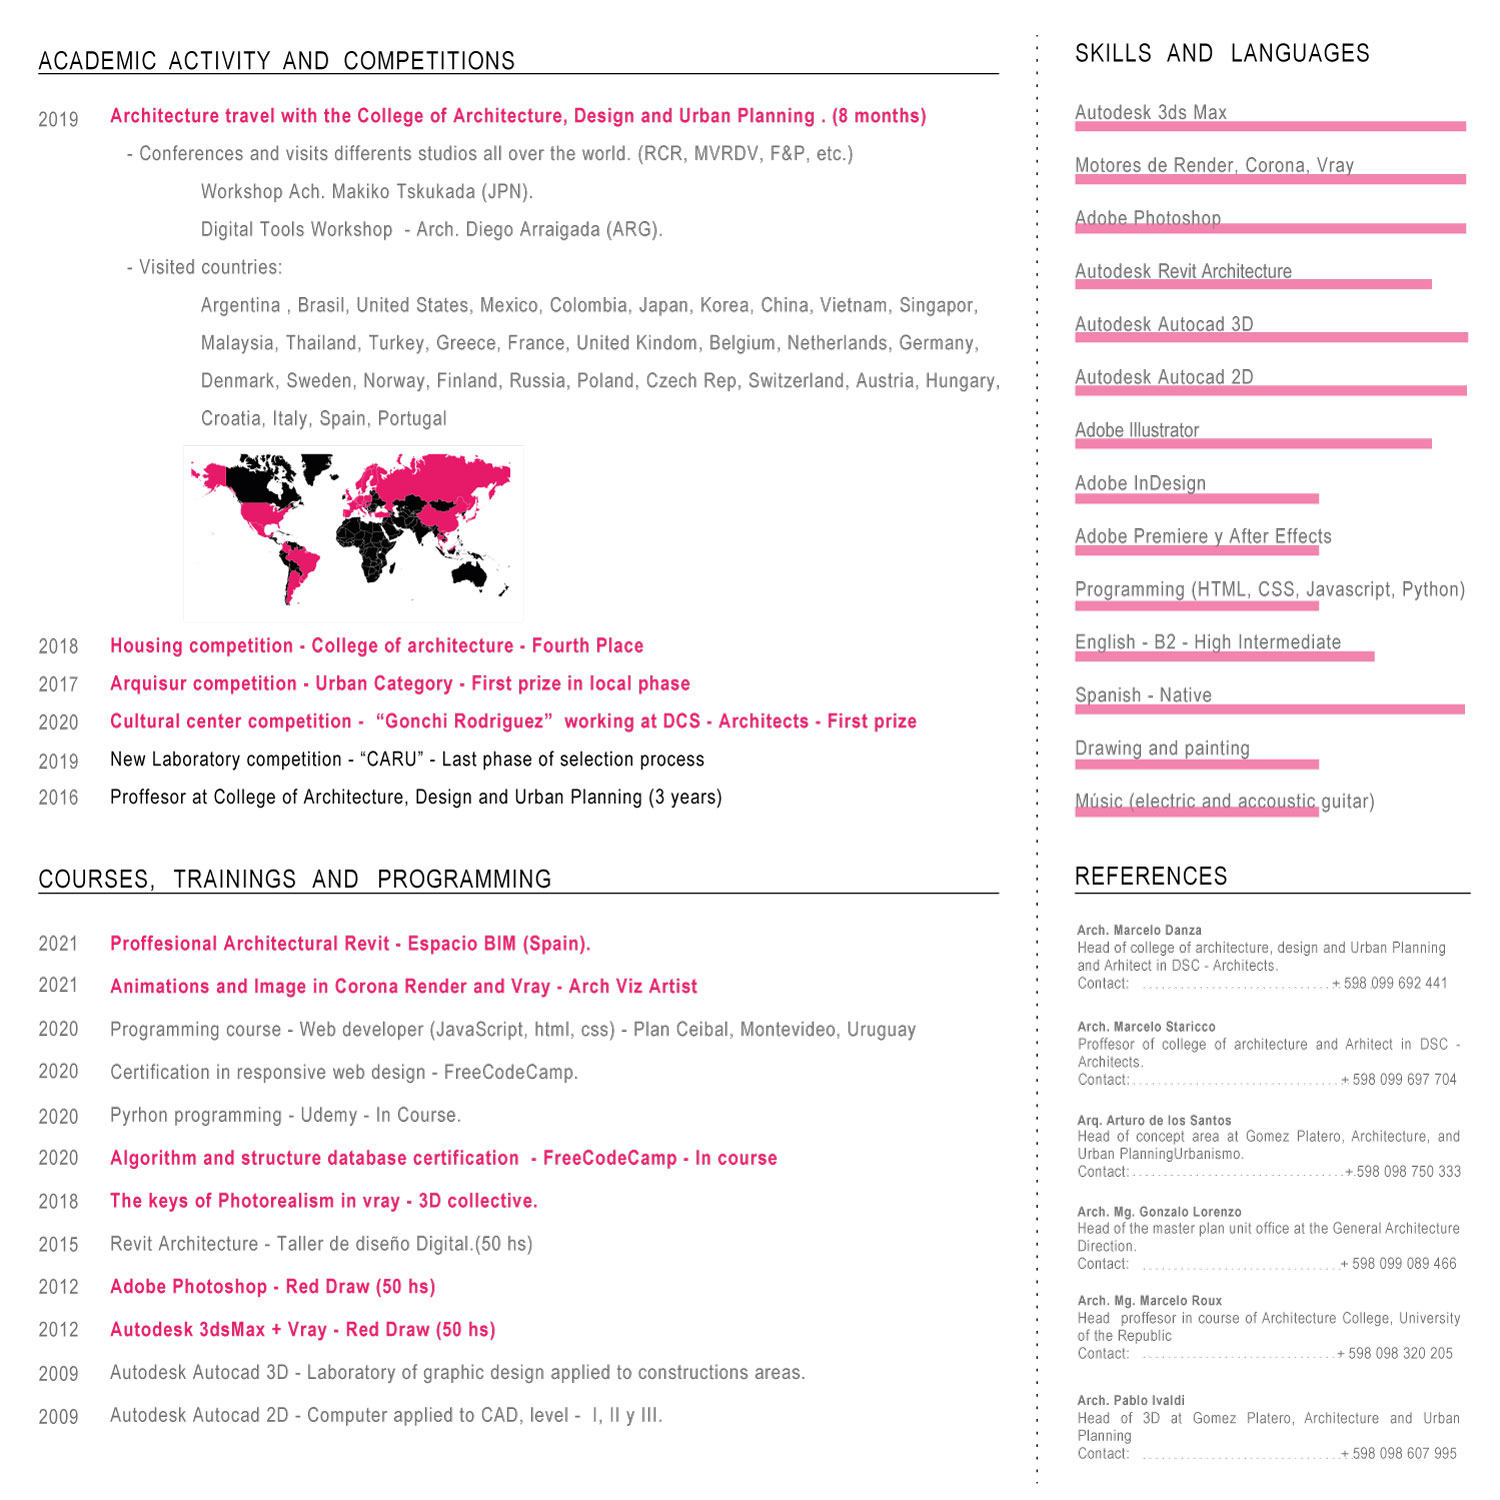 ACADEMIC ACTIVITY AND COMPETITIONS
2019 Architecture travel with the College of Architecture, Design and Urban Planning . (8 months)
- Conferences and visits differents studios all over the world. (RCR, MVRDV, F&P, etc.)
Workshop Ach. Makiko Tskukada (JPN).
Digital Tools Workshop - Arch. Diego Arraigada (ARG).
- Visited countries:
Argentina , Brasil, United States, Mexico, Colombia, Japan, Korea, China, Vietnam, Singapor,
Malaysia, Thailand, Turkey, Greece, France, United Kindom, Belgium, Netherlands, Germany,
Denmark, Sweden, Norway, Finland, Russia, Poland, Czech Rep, Switzerland, Austria, Hungary,
Croatia, Italy, Spain, Portugal
2018 Housing competition - College of architecture - Fourth Place
2017 Arquisur competition - Urban Category - First prize in local phase
2020 Cultural center competition - “Gonchi Rodriguez” working at DCS - Architects - First prize
2019 New Laboratory competition - “CARU” - Last phase of selection process
2016 Proffesor at College of Architecture, Design and Urban Planning (3 years)
COURSES, TRAININGS AND PROGRAMMING
2021 Proffesional Architectural Revit - Espacio BIM (Spain).
2021 Animations and Image in Corona Render and Vray - Arch Viz Artist
2020 Programming course - Web developer (JavaScript, html, css) - Plan Ceibal, Montevideo, Uruguay
2020 Certification in responsive web design - FreeCodeCamp.
2020 Pyrhon programming - Udemy - In Course.
2020 Algorithm and structure database certification - FreeCodeCamp - In course
2018 The keys of Photorealism in vray - 3D collective.
2015 Revit Architecture - Taller de diseño Digital.(50 hs)
2012 Adobe Photoshop - Red Draw (50 hs)
2012 Autodesk 3dsMax + Vray - Red Draw (50 hs)
2009 Autodesk Autocad 3D - Laboratory of graphic design applied to constructions areas.
2009 Autodesk Autocad 2D - Computer applied to CAD, level - I, II y III.
SKILLS AND LANGUAGES
Autodesk 3ds Max
Motores de Render, Corona, Vray
Adobe Photoshop
Autodesk Revit Architecture
Autodesk Autocad 3D
Autodesk Autocad 2D
Adobe Illustrator
Adobe InDesign
Adobe Premiere y After Effects
Programming (HTML, CSS, Javascript, Python)
English - B2 - High Intermediate
Spanish - Native
Drawing and painting
Músic (electric and accoustic guitar)
REFERENCES
Arch. Marcelo Danza
Head of college of architecture, design and Urban Planning
and Arhitect in DSC - Architects.
Contact: ............................. + 598 099 692 441
Arch. Marcelo Staricco
Proffesor of college of architecture and Arhitect in DSC -
Architects.
Contact: ............................. + 598 099 697 704
Arq. Arturo de los Santos
Head of concept area at Gomez Platero, Architecture, and
Urban PlanningUrbanismo.
Contact: ............................. + 598 098 750 333
Arch. Mg. Gonzalo Lorenzo
Head of the master plan unit office at the General Architecture
Direction.
Contact: ............................. + 598 099 089 466
Arch. Mg. Marcelo Roux
Head proffesor in course of Architecture College, University
of the Republic
Contact: ............................. + 598 098 320 205
Arch. Pablo Ivaldi
Head of 3D at Gomez Platero, Architecture and Urban
Planning
Contact: ............................. + 598 098 607 995